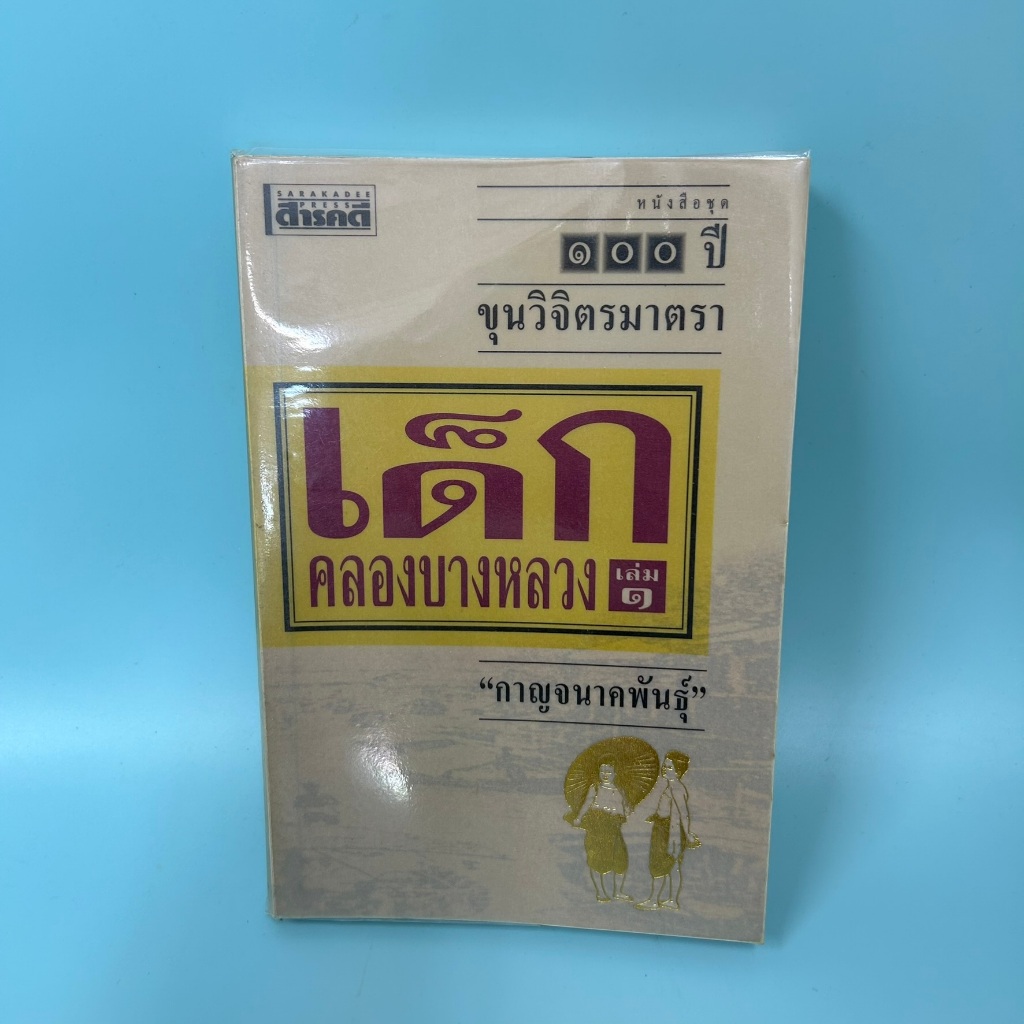 SARAKADEE
PRESS
สารคดี
หนังสือชุด
๑๐๐ ปี
ขุนวิจิตรมาตรา
เด็ก
คลองบางหลวง
เล่ม
๑
“กาญจนาคพันธุ์”